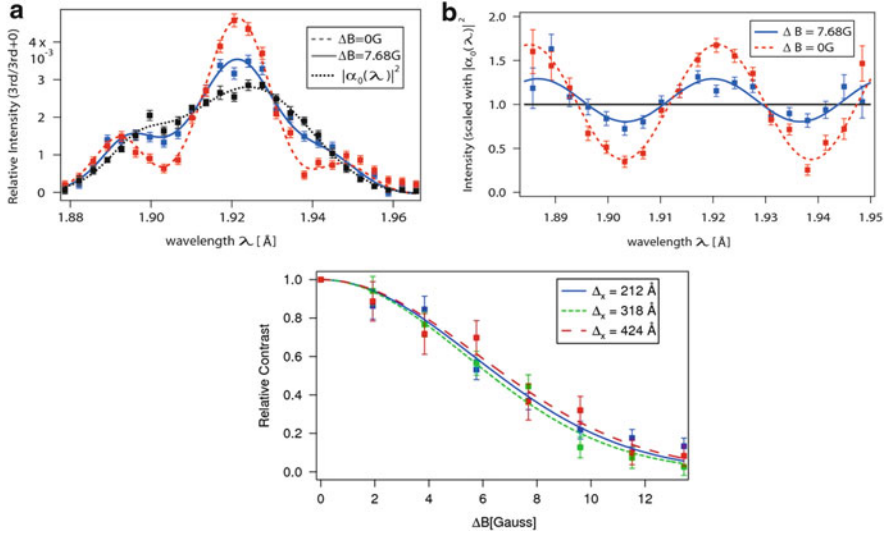 a
Relative Intensity (3rd/3rd+0)
4x
10⁻³
3
2
1
0
ΔB=0G
ΔB=7.68G
|α₀(λ)|²
1.88
1.90
1.92
1.94
1.96
wavelength λ [Å]
b
Intensity (scaled with |α₀(λ)|²
2.0
1.5
1.0
0.5
0
Δ B = 7.68G
Δ B = 0G
1.89
1.90
1.91
1.92
1.93
1.94
1.95
wavelength λ [Å]
Relative Contrast
1.0
0.8
0.6
0.4
0.2
0.0
Δx = 212 Å
Δx = 318 Å
Δx = 424 Å
0
2
4
6
8
10
12
ΔB[Gauss]